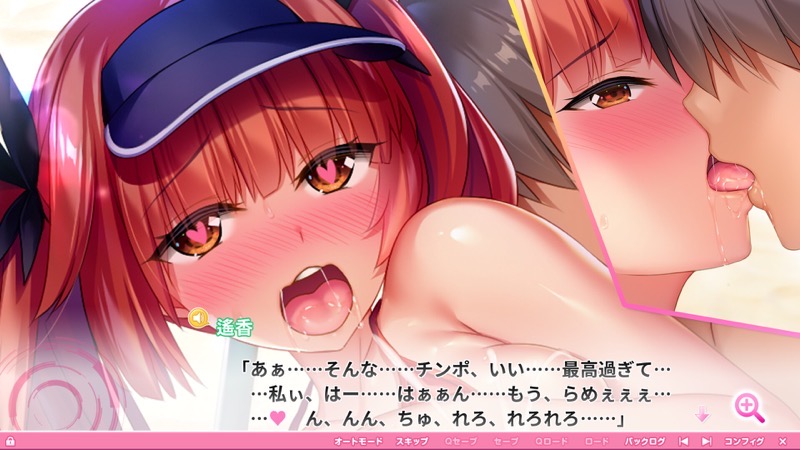 遙香
「あぁ……そんな……チンポ、いい……最高過ぎて…
…私ぃ、はー……はぁぁん……もう、らめぇぇぇ…
…♥ ん、んん、ちゅ、れろ、れろれろ……」
オートモード スキップ Qセーブ セーブ Qロード ロード バックログ コンフィグ